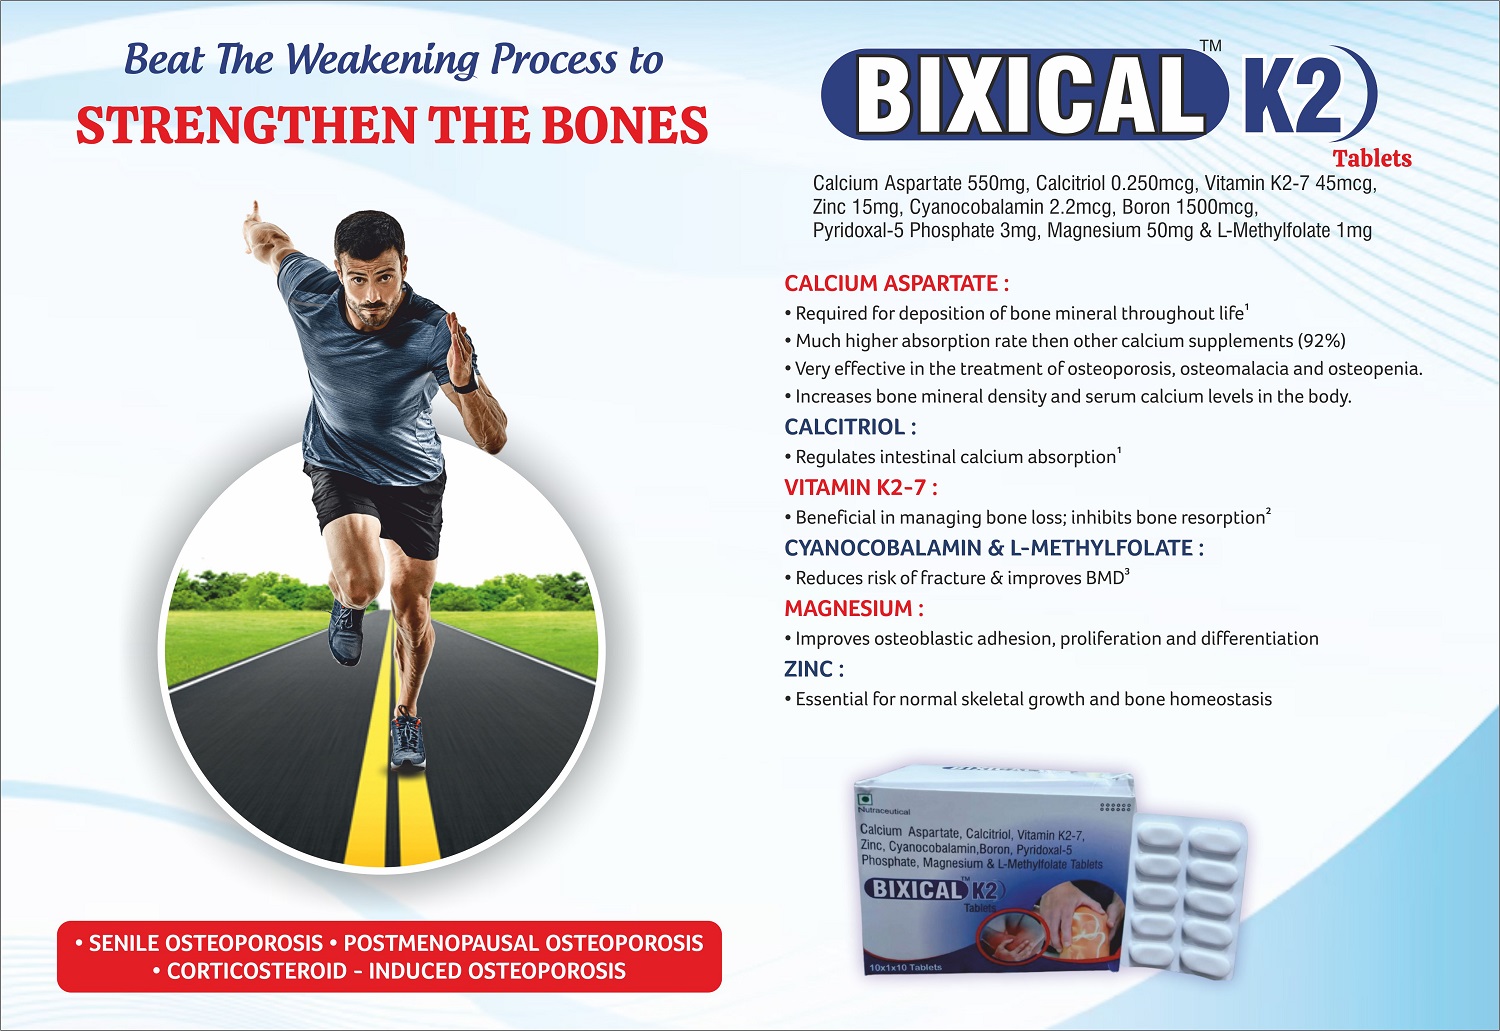 Beat The Weakening Process to
STRENGTHEN THE BONES
• SENILE OSTEOPOROSIS • POSTMENOPAUSAL OSTEOPOROSIS
• CORTICOSTEROID - INDUCED OSTEOPOROSIS
BIXICAL™ K2
Tablets
Calcium Aspartate 550mg, Calcitriol 0.250mcg, Vitamin K2-7 45mcg,
Zinc 15mg, Cyanocobalamin 2.2mcg, Boron 1500mcg,
Pyridoxal-5 Phosphate 3mg, Magnesium 50mg & L-Methylfolate 1mg
CALCIUM ASPARTATE :
• Required for deposition of bone mineral throughout life¹
• Much higher absorption rate then other calcium supplements (92%)
• Very effective in the treatment of osteoporosis, osteomalacia and osteopenia.
• Increases bone mineral density and serum calcium levels in the body.
CALCITRIOL :
• Regulates intestinal calcium absorption¹
VITAMIN K2-7 :
• Beneficial in managing bone loss; inhibits bone resorption²
CYANOCOBALAMIN & L-METHYLFOLATE :
• Reduces risk of fracture & improves BMD³
MAGNESIUM :
• Improves osteoblastic adhesion, proliferation and differentiation
ZINC :
• Essential for normal skeletal growth and bone homeostasis
Nutraceutical
Calcium Aspartate, Calcitriol, Vitamin K2-7,
Zinc, Cyanocobalamin,Boron, Pyridoxal-5
Phosphate, Magnesium & L-Methylfolate Tablets
BIXICAL™ K2
Tablets
10x1x10 Tablets